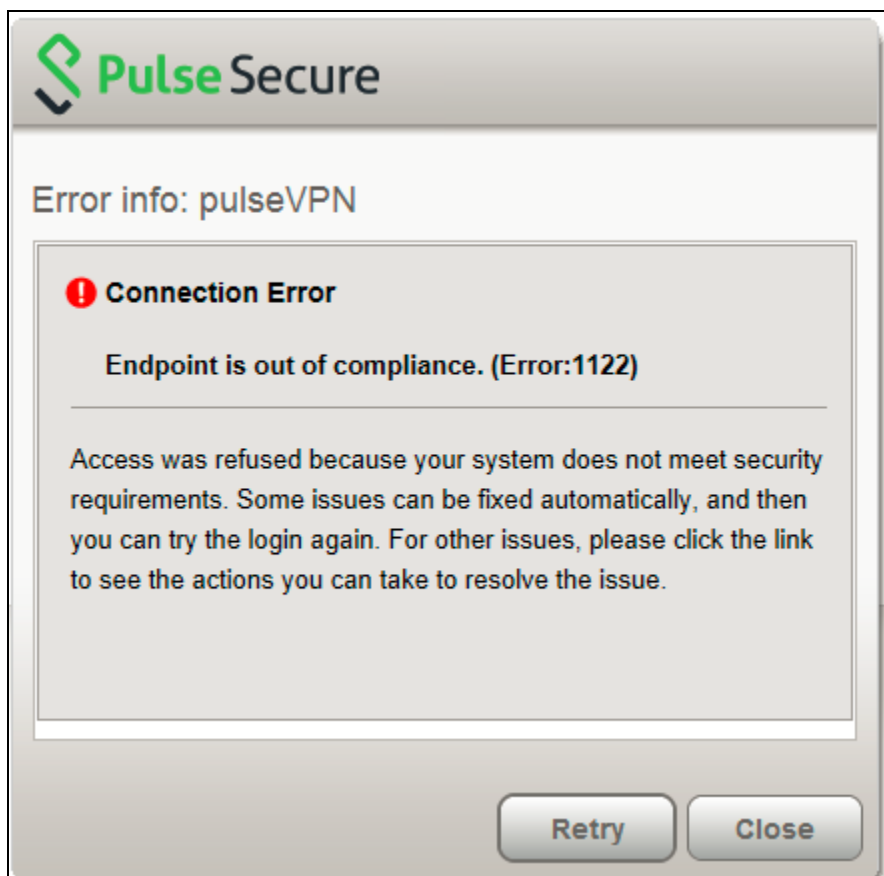 Pulse Secure
Error info: pulseVPN
Connection Error
Endpoint is out of compliance. (Error:1122)
Access was refused because your system does not meet security
requirements. Some issues can be fixed automatically, and then
you can try the login again. For other issues, please click the link
to see the actions you can take to resolve the issue.
Retry Close